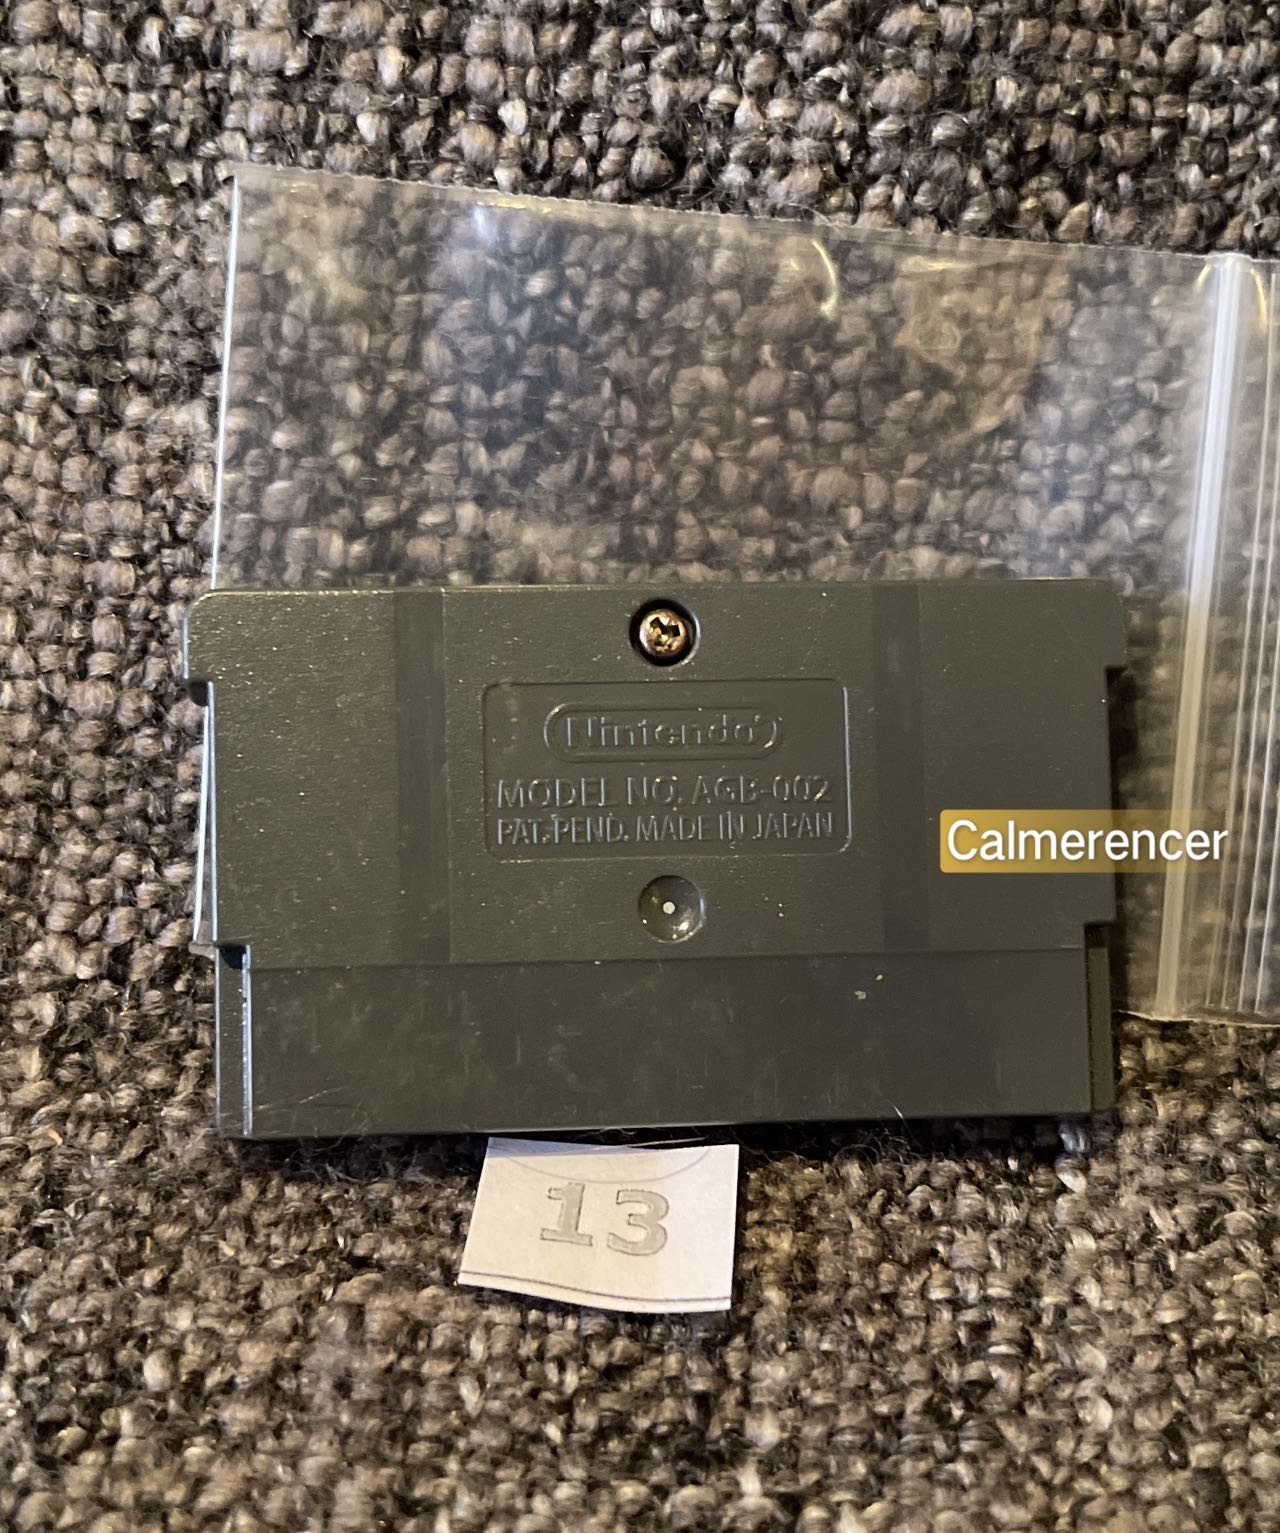 Nintendo
MODEL NO. AGB-002
PAT. PEND. MADE IN JAPAN
Calmerencer
13